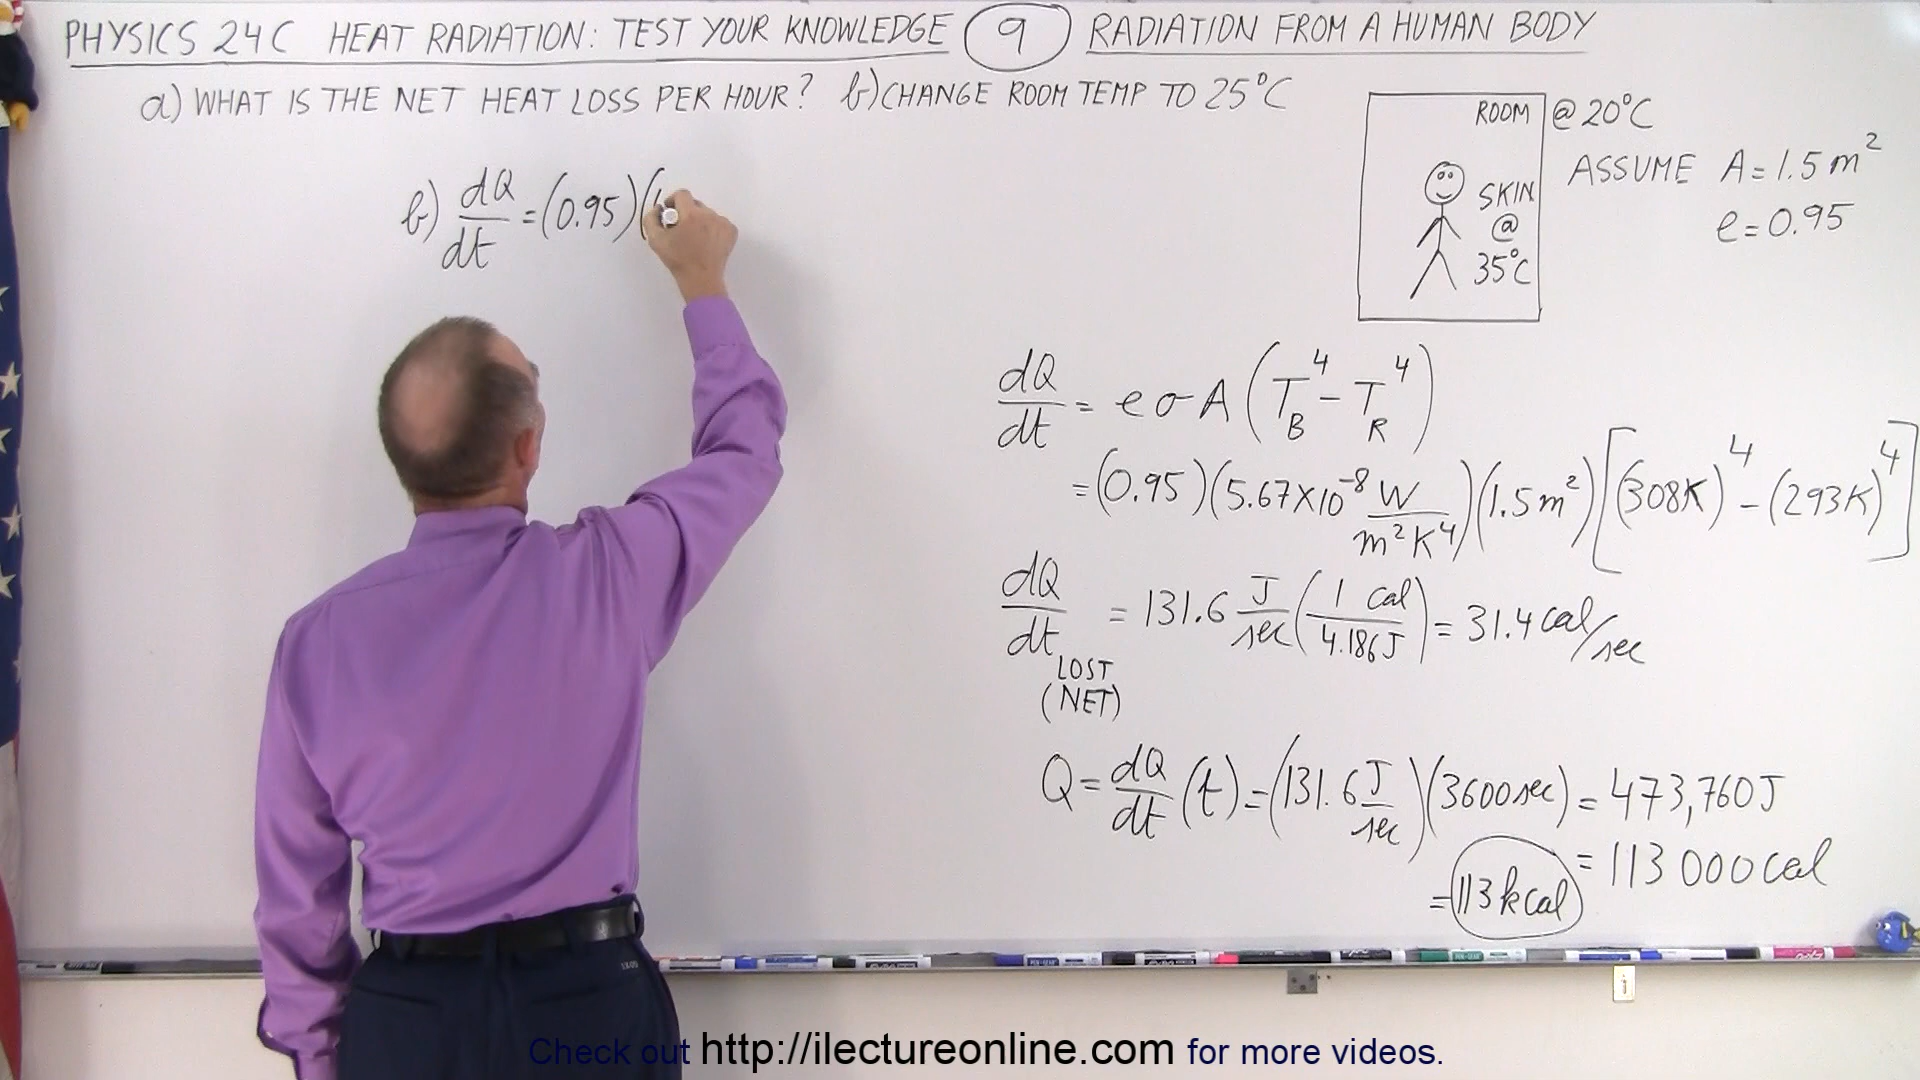 PHYSICS 24C HEAT RADIATION: TEST YOUR KNOWLEDGE 9 RADIATION FROM A HUMAN BODY
a) WHAT IS THE NET HEAT LOSS PER HOUR? b) CHANGE ROOM TEMP TO 25°C
ROOM @ 20°C
ASSUME A = 1.5 m²
e = 0.95
SKIN
@
35°C
b) dQ/dt = (0.95)(
dQ/dt = e σ A (T_B⁴ - T_R⁴)
= (0.95)(5.67×10⁻⁸ W/m²K⁴)(1.5 m²)[(308K)⁴ - (293K)⁴]
dQ/dt LOST (NET) = 131.6 J/sec (1 cal/4.186 J) = 31.4 cal/sec
Q = dQ/dt (t) = (131.6 J/sec)(3600 sec) = 473,760 J
= 113 000 cal
= 113 kcal
Check out http://ilectureonline.com for more videos.